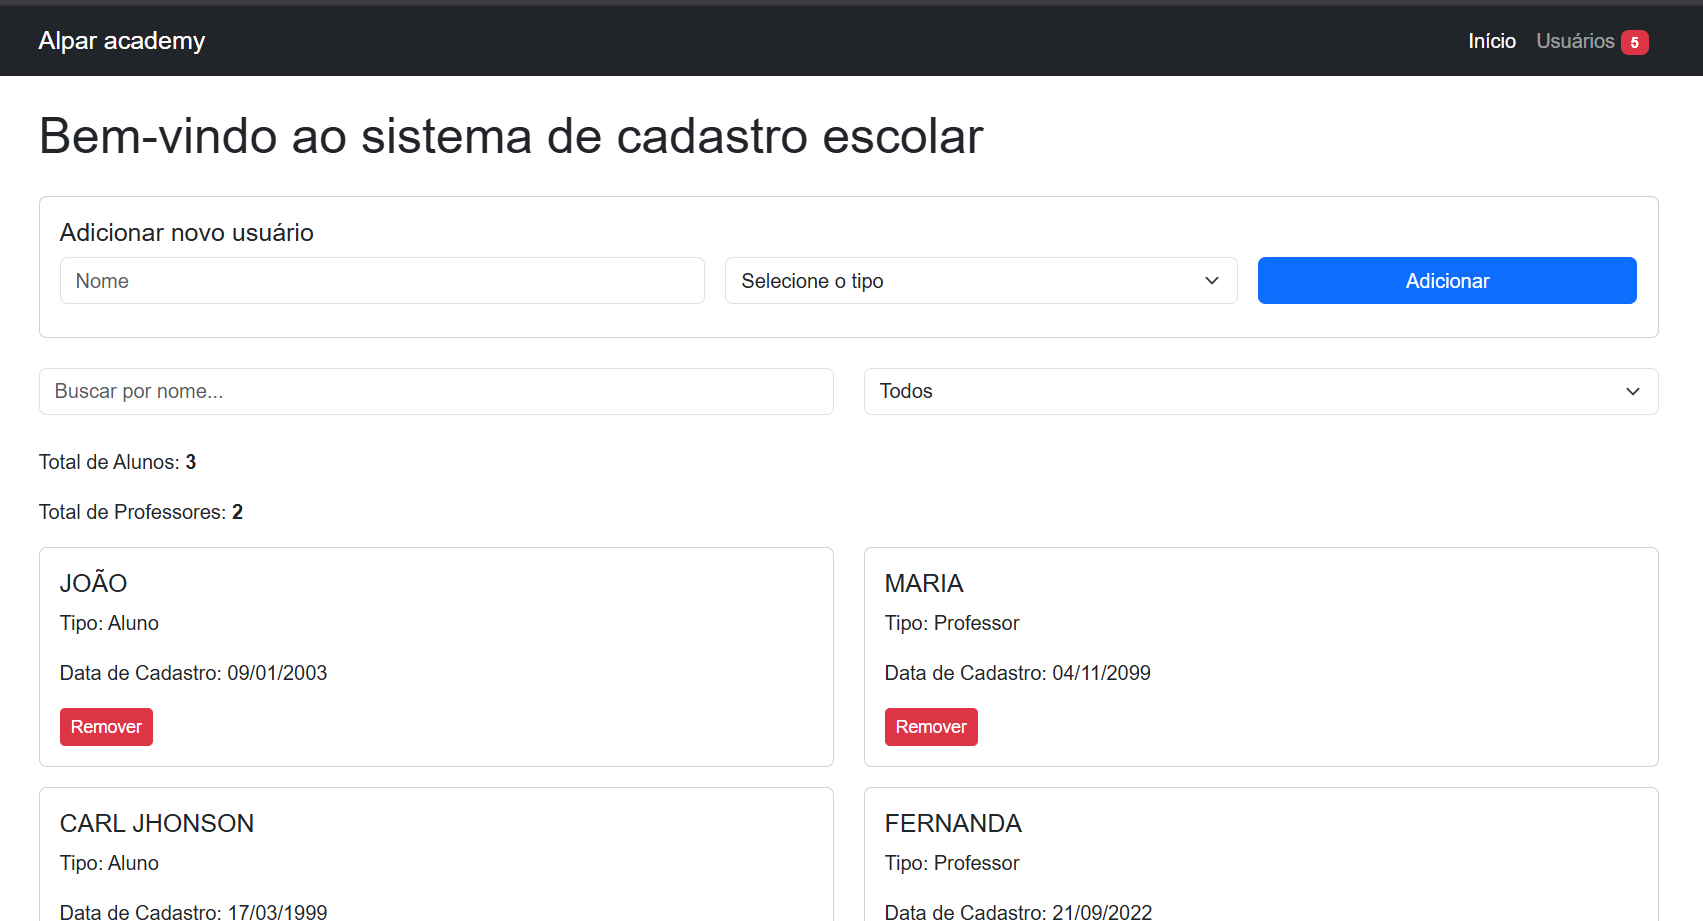 Alpar academy
Início Usuários 5
Bem-vindo ao sistema de cadastro escolar
Adicionar novo usuário
Nome
Selecione o tipo
Adicionar
Buscar por nome...
Todos
Total de Alunos: 3
Total de Professores: 2
JOÃO
Tipo: Aluno
Data de Cadastro: 09/01/2003
Remover
MARIA
Tipo: Professor
Data de Cadastro: 04/11/2099
Remover
CARL JHONSON
Tipo: Aluno
Data de Cadastro: 17/03/1999
FERNANDA
Tipo: Professor
Data de Cadastro: 21/09/2022